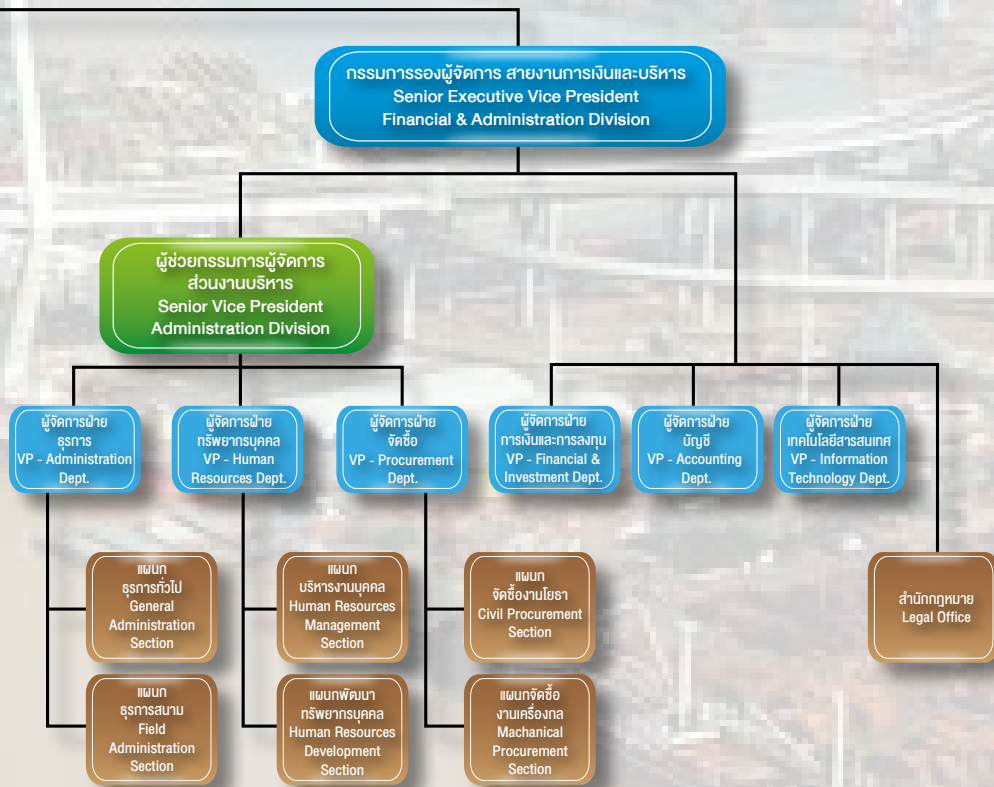 กรรมการรองผู้จัดการ สายงานการเงินและบริหาร
Senior Executive Vice President
Financial & Administration Division
ผู้ช่วยกรรมการผู้จัดการ
ส่วนงานบริหาร
Senior Vice President
Administration Division
ผู้จัดการฝ่าย
ธุรการ
VP - Administration
Dept.
ผู้จัดการฝ่าย
ทรัพยากรบุคคล
VP - Human
Resources Dept.
ผู้จัดการฝ่าย
จัดซื้อ
VP - Procurement
Dept.
ผู้จัดการฝ่าย
การเงินและการลงทุน
VP - Financial &
Investment Dept.
ผู้จัดการฝ่าย
บัญชี
VP - Accounting
Dept.
ผู้จัดการฝ่าย
เทคโนโลยีสารสนเทศ
VP - Information
Technology Dept.
แผนก
ธุรการทั่วไป
General
Administration
Section
แผนก
บริหารงานบุคคล
Human Resources
Management
Section
แผนก
จัดซื้องานโยธา
Civil Procurement
Section
สำนักกฎหมาย
Legal Office
แผนก
ธุรการสนาม
Field
Administration
Section
แผนกพัฒนา
ทรัพยากรบุคคล
Human Resources
Development
Section
แผนกจัดซื้อ
งานเครื่องกล
Machanical
Procurement
Section